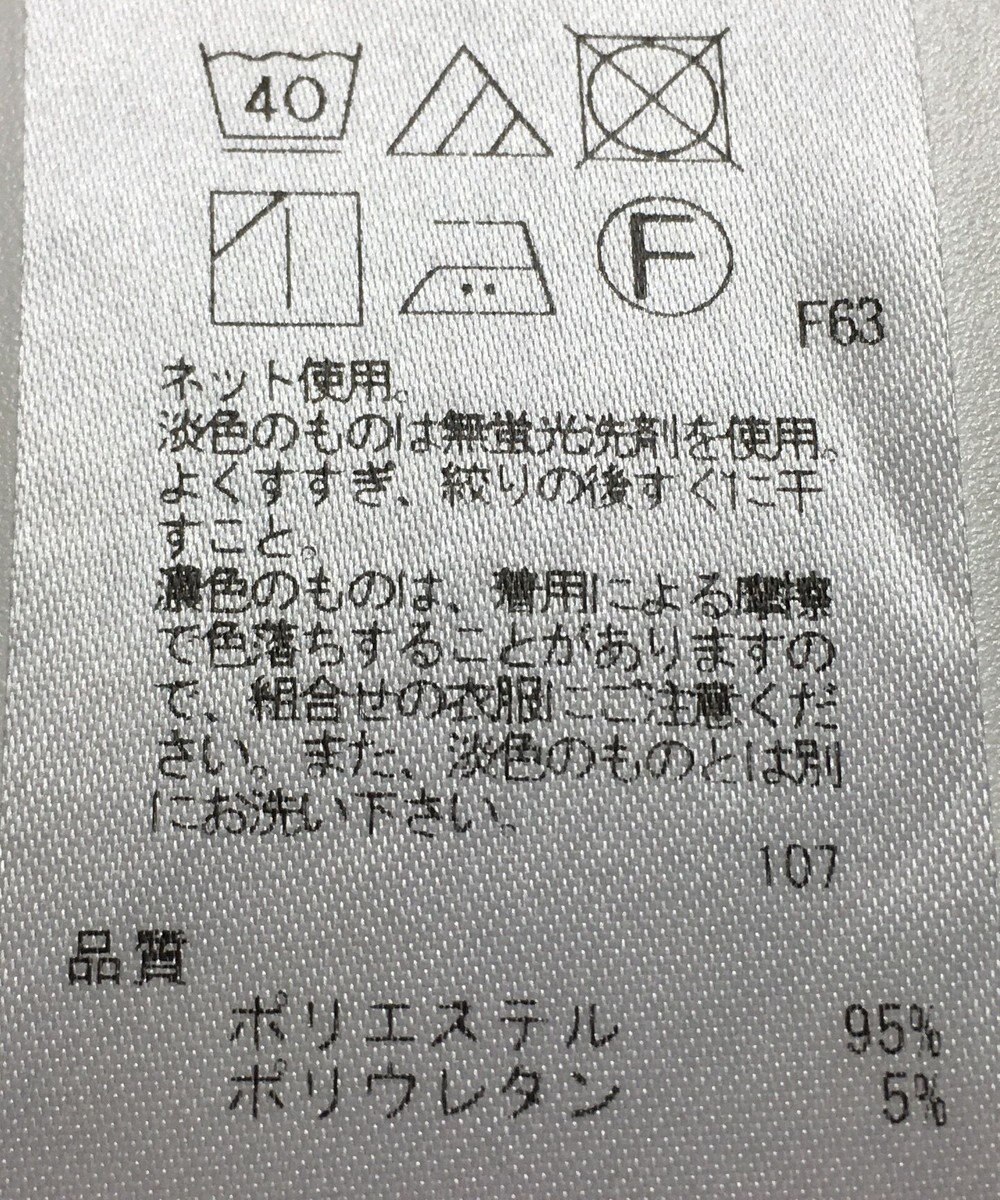 40
F
F63
ネット使用。
淡色のものは無蛍光洗剤を使用。
よくすすぎ、絞りの後すぐに干
すこと。
濃色のものは、着用による摩擦
で色落ちすることがありますの
で、組合せの衣服にご注意くだ
さい。また、淡色のものとは別
にお洗い下さい。
107
品質
ポリエステル 95%
ポリウレタン 5%